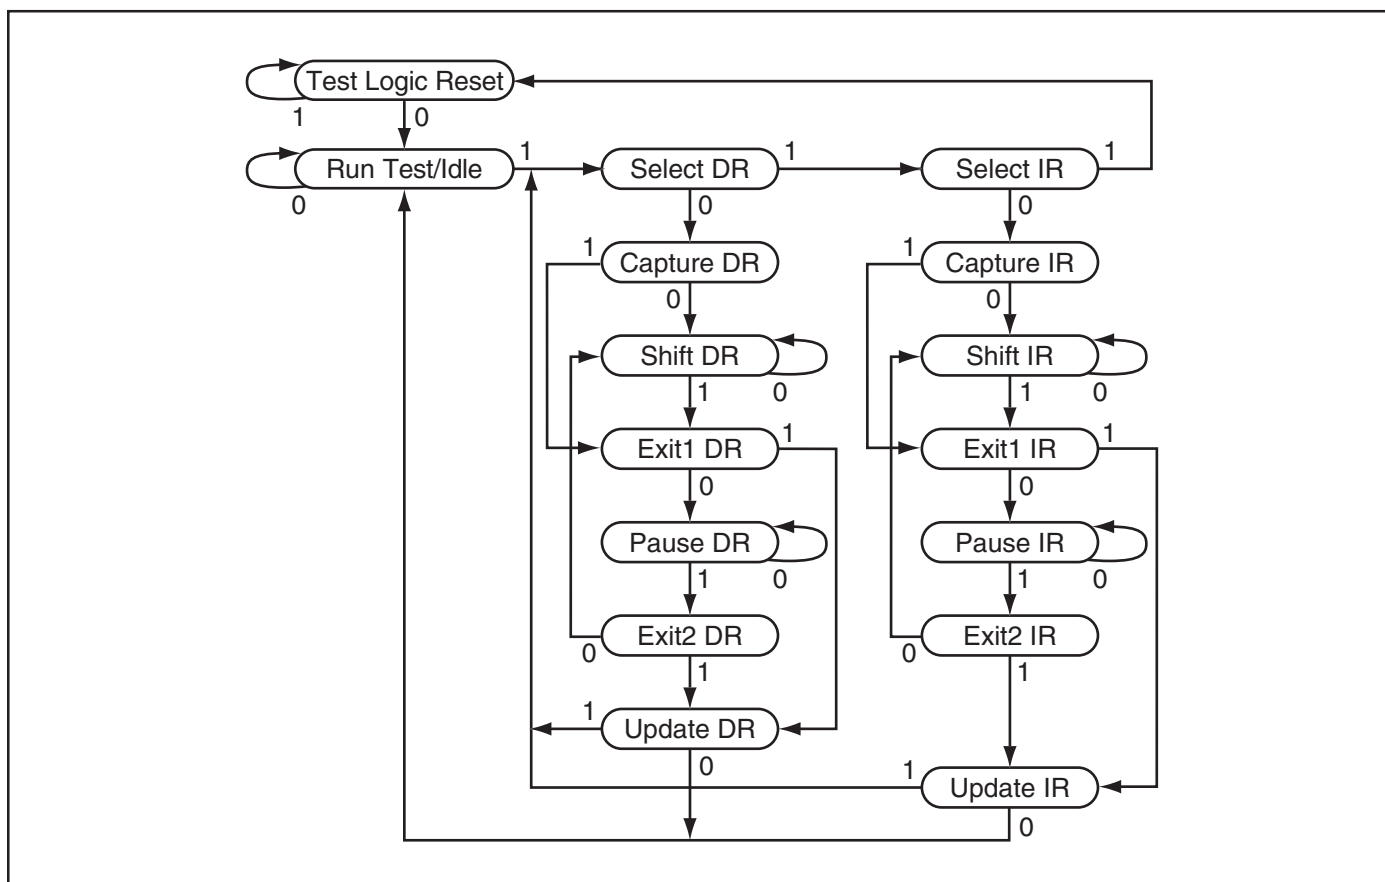 Test Logic Reset
1 0
Run Test/Idle 1 Select DR 1 Select IR 1
0 0 0
1 Capture DR 1 Capture IR
0 0
Shift DR Shift IR
1 0 1 0
Exit1 DR 1 Exit1 IR 1
0 0
Pause DR Pause IR
1 0 1 0
Exit2 DR Exit2 IR
0 1 0 1
1 Update DR
0 1 Update IR
0